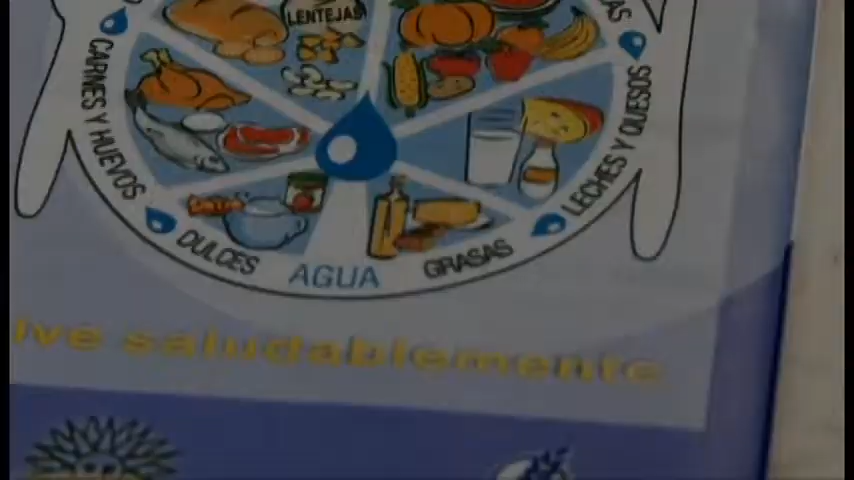 LENTEJAS
CARNES Y HUEVOS
LECHES Y QUESOS
DULCES
AGUA
GRASAS
saludablemente